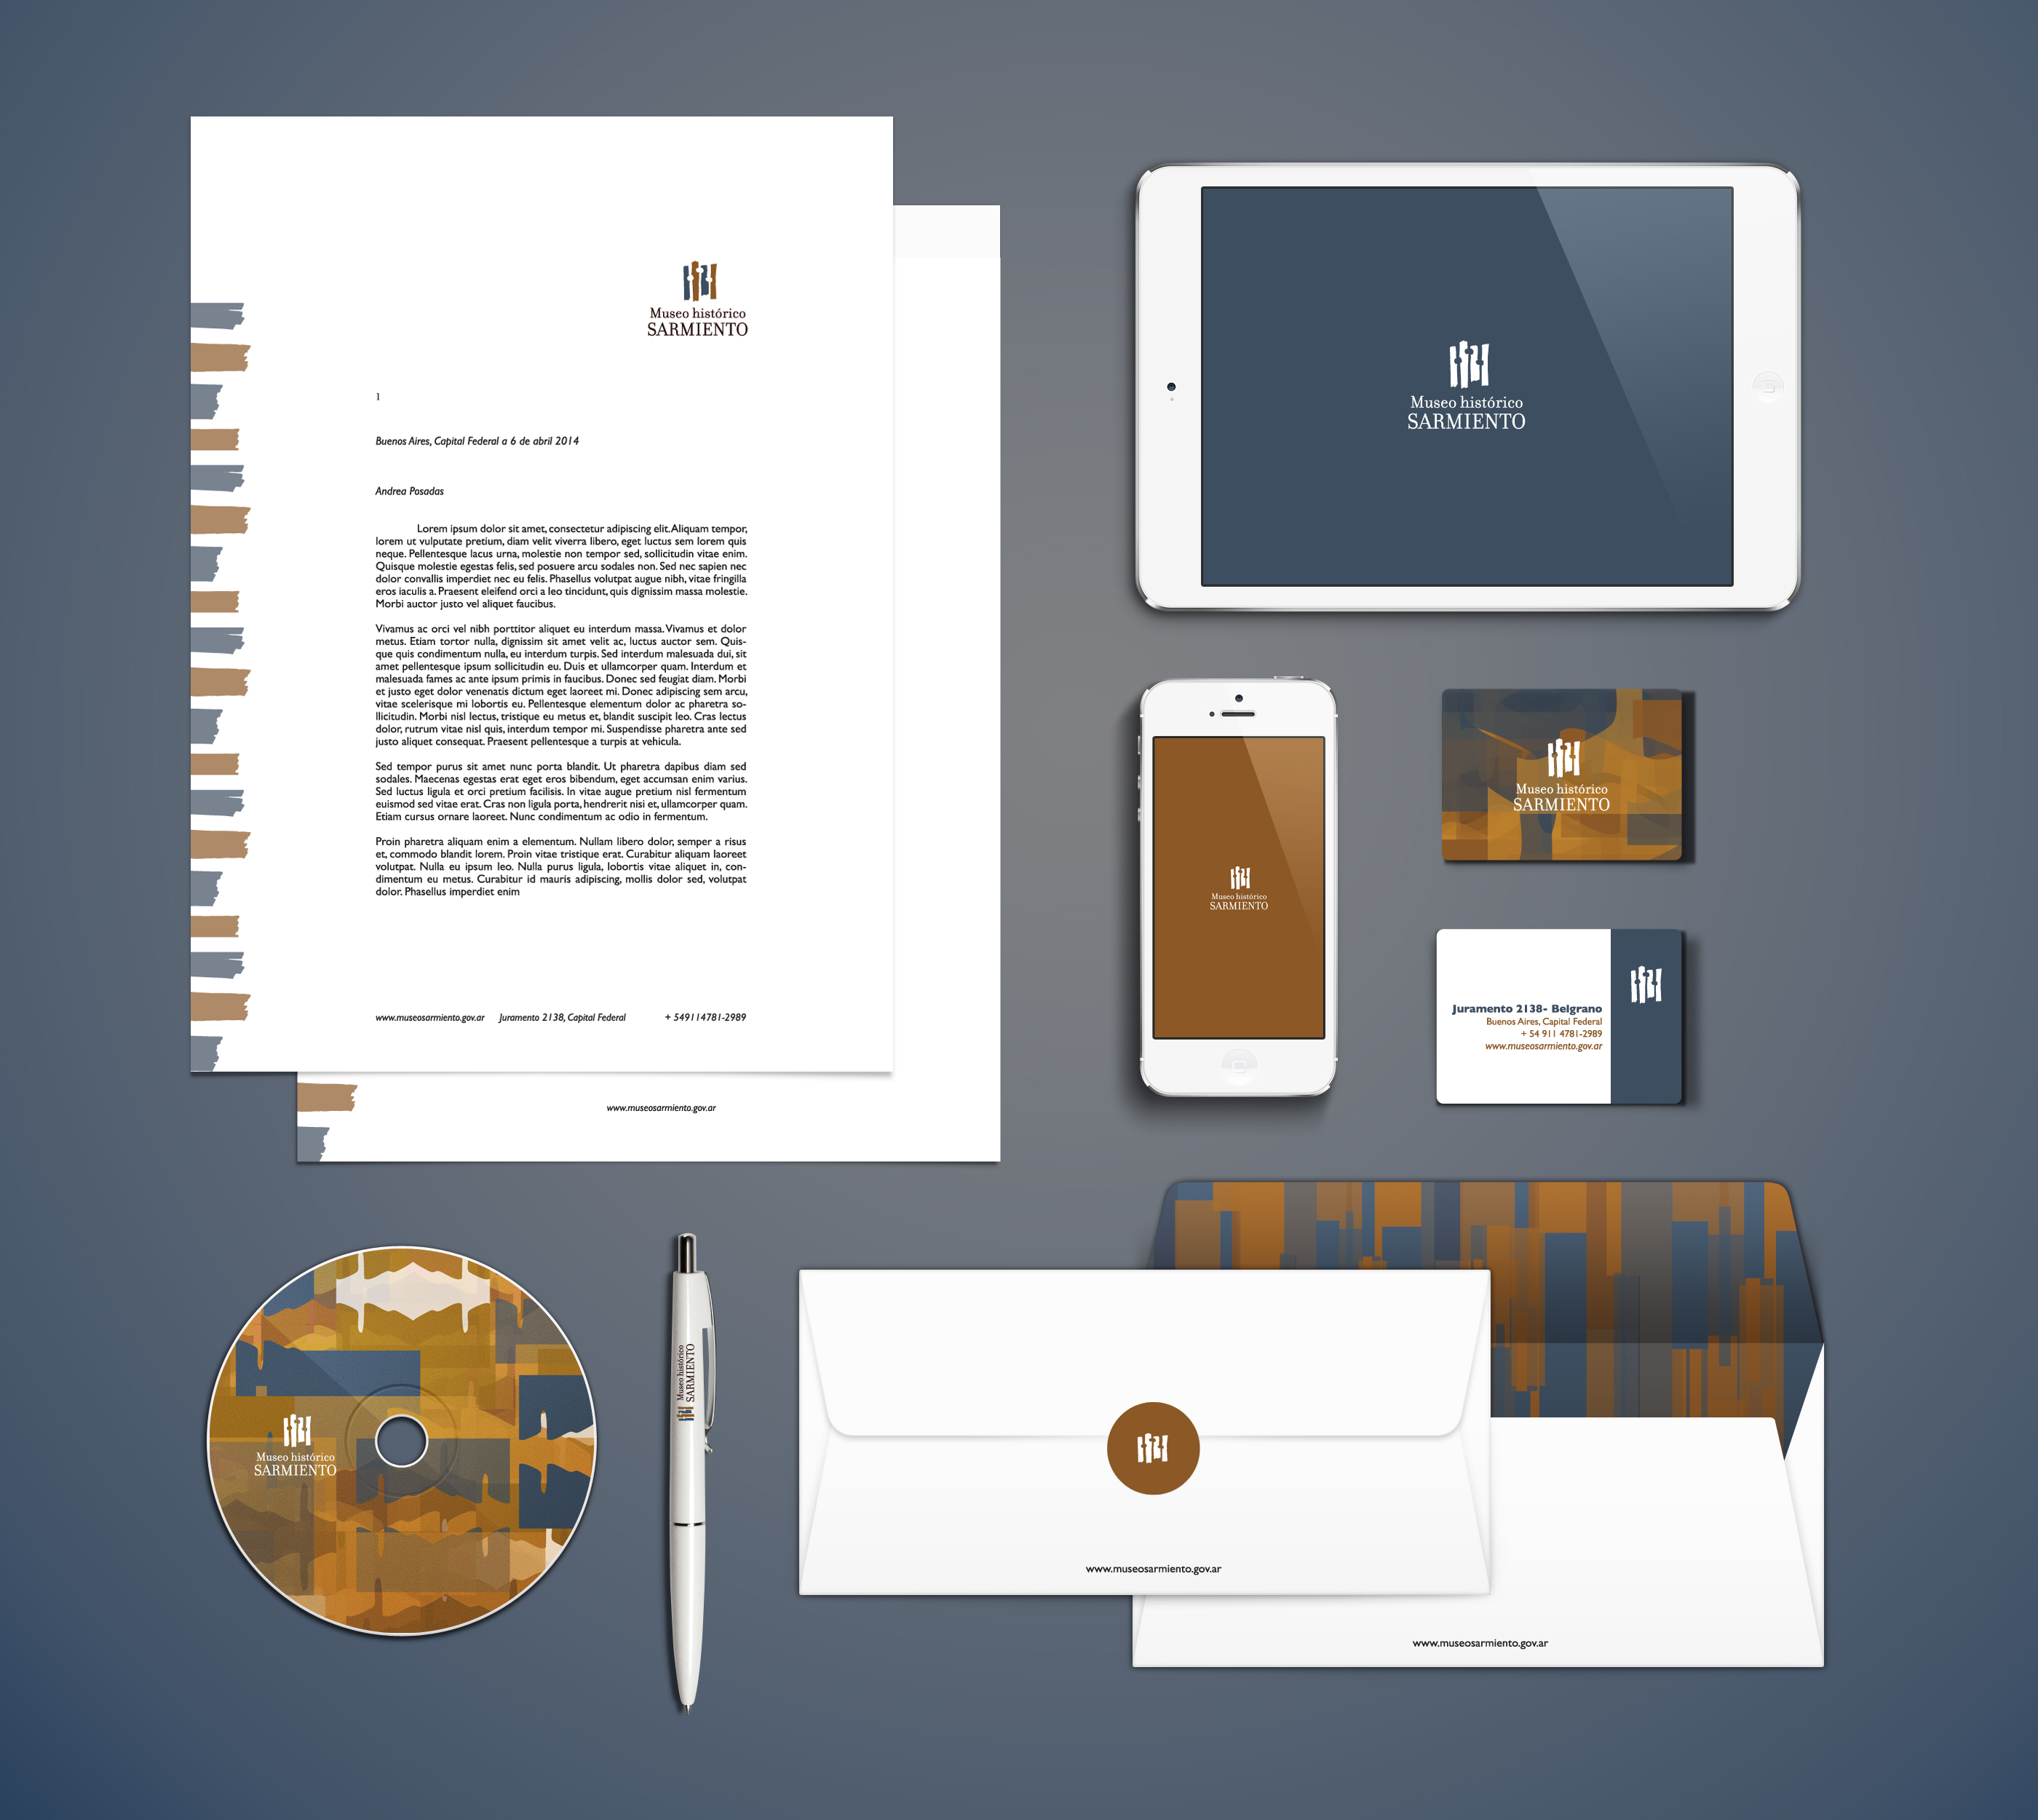 Museo histórico
SARMIENTO
1
Buenos Aires, Capital Federal a 6 de abril 2014
Andrea Posadas
Lorem ipsum dolor sit amet, consectetur adipiscing elit. Aliquam tempor,
lorem ut vulputate pretium, diam velit viverra libero, eget luctus sem lorem quis
neque. Pellentesque lacus urna, molestie non tempor sed, sollicitudin vitae enim.
Quisque molestie egestas felis, sed posuere arcu sodales non. Sed nec sapien nec
dolor convallis imperdiet nec eu felis. Phasellus volutpat augue nibh, vitae fringilla
eros iaculis a. Praesent eleifend orci a leo tincidunt, quis dignissim massa molestie.
Morbi auctor justo vel aliquet faucibus.
Vivamus ac orci vel nibh porttitor aliquet eu interdum massa. Vivamus et dolor
metus. Etiam tortor nulla, dignissim sit amet velit ac, luctus auctor sem. Quis-
que quis condimentum nulla, eu interdum turpis. Sed interdum malesuada dui, sit
amet pellentesque ipsum sollicitudin eu. Duis et ullamcorper quam. Interdum et
malesuada fames ac ante ipsum primis in faucibus. Donec sed feugiat diam. Morbi
et justo eget dolor venenatis dictum eget laoreet mi. Donec adipiscing sem arcu,
vitae scelerisque mi lobortis eu. Pellentesque elementum dolor ac pharetra so-
llicitudin. Morbi nisl lectus, tristique eu metus et, blandit suscipit leo. Cras lectus
dolor, rutrum vitae nisl quis, interdum tempor mi. Suspendisse pharetra ante sed
justo aliquet consequat. Praesent pellentesque a turpis at vehicula.
Sed tempor purus sit amet nunc porta blandit. Ut pharetra dapibus diam sed
sodales. Maecenas egestas erat eget eros bibendum, eget accumsan enim varius.
Sed luctus ligula et orci pretium facilisis. In vitae augue pretium nisl fermentum
euismod sed vitae erat. Cras non ligula porta, hendrerit nisi et, ullamcorper quam.
Etiam cursus ornare laoreet. Nunc condimentum ac odio in fermentum.
Proin pharetra aliquam enim a elementum. Nullam libero dolor, semper a risus
et, commodo blandit lorem. Proin vitae tristique erat. Curabitur aliquam laoreet
volutpat. Nulla eu ipsum leo. Nulla purus ligula, lobortis vitae aliquet in, con-
dimentum eu metus. Curabitur id mauris adipiscing, mollis dolor sed, volutpat
dolor. Phasellus imperdiet enim
www.museosarmiento.gov.ar Juramento 2138, Capital Federal + 549114781-2989
www.museosarmiento.gov.ar
Museo histórico
SARMIENTO
Museo histórico
SARMIENTO
Museo histórico
SARMIENTO
Juramento 2138- Belgrano
Buenos Aires, Capital Federal
+ 54 911 4781-2989
www.museosarmiento.gov.ar
Museo histórico
SARMIENTO
Museo histórico
SARMIENTO
www.museosarmiento.gov.ar
www.museosarmiento.gov.ar